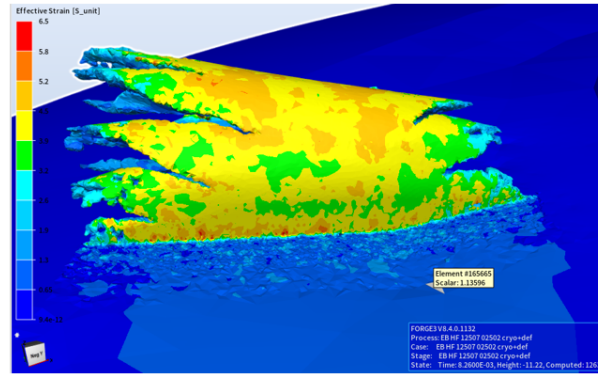 Effective Strain [S_unit]
6.5
5.8
5.2
Element #165665
Scalar: 1.13596
FORGE3 V8.4.0.1132
Process: EB HF 12507 02502 cryo+def
Case: EB HF 12507 02502 cryo+def
Stage: EB HF 12507 02502 cryo+def
State: Time: 8.2600E-03, Height: -11.22, Computed: 126
Neg Y